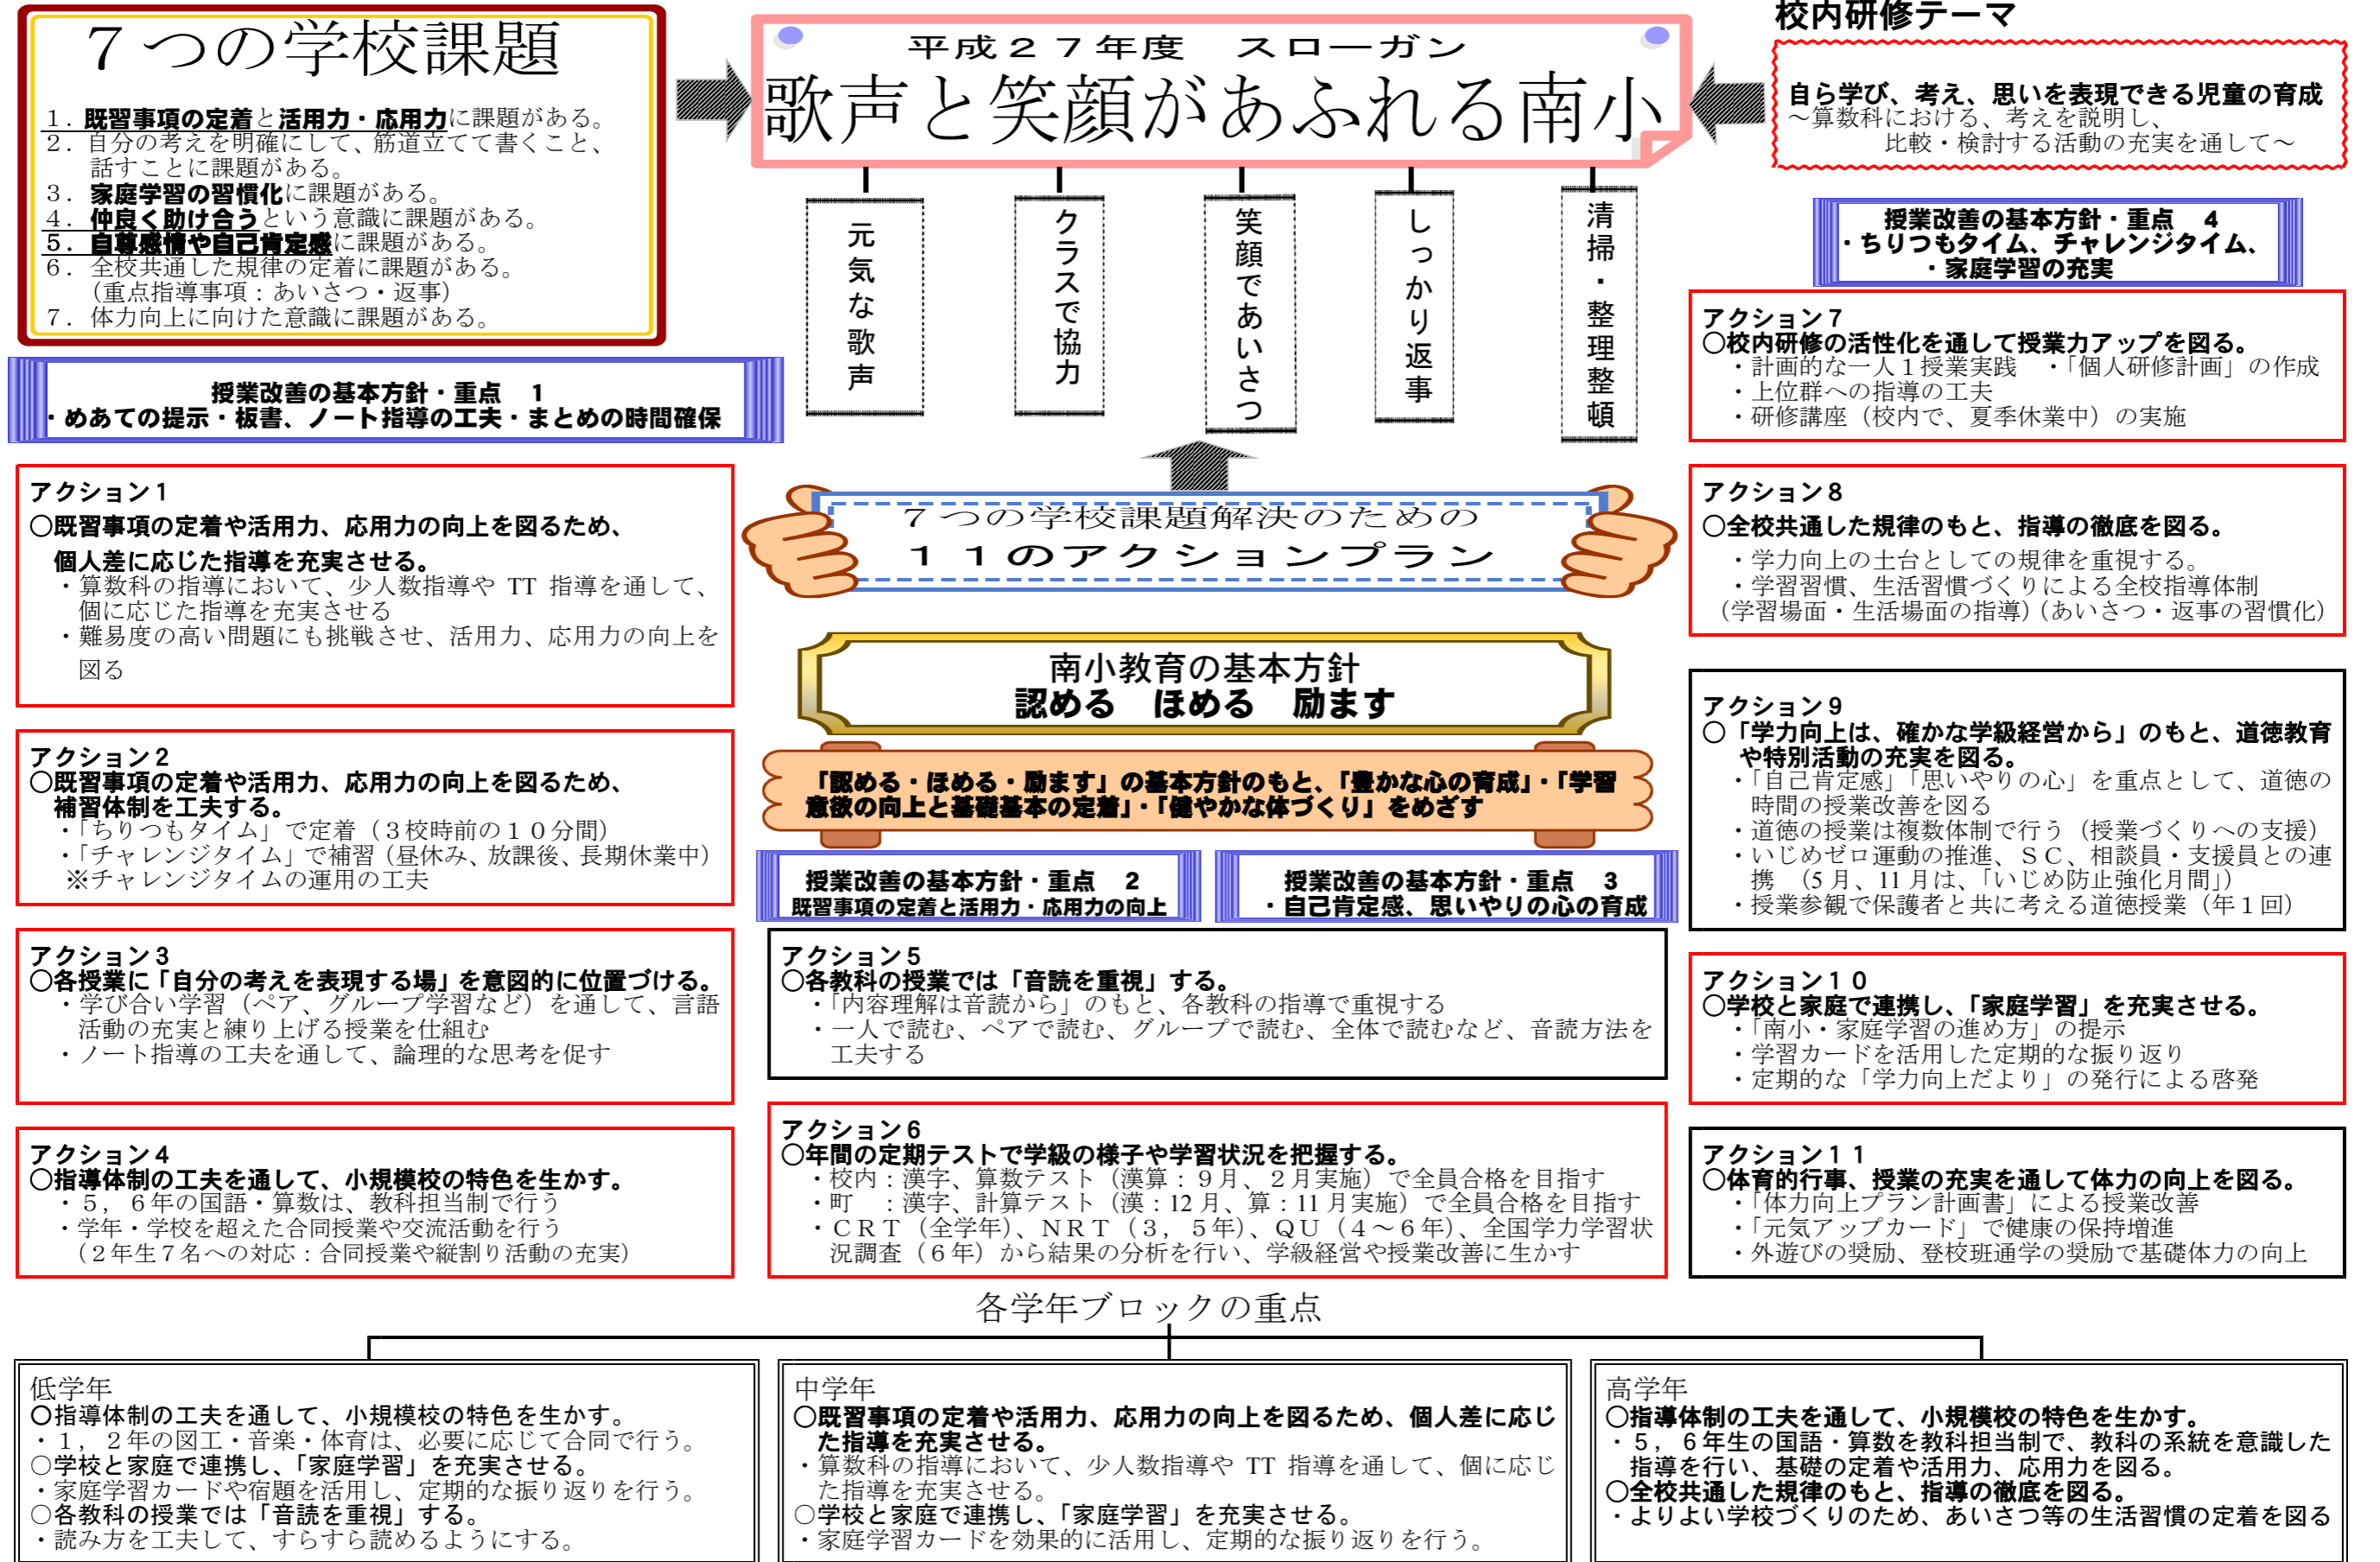 ７つの学校課題
１．既習事項の定着と活用力・応用力に課題がある。
２．自分の考えを明確にして、筋道立てて書くこと、
話すことに課題がある。
３．家庭学習の習慣化に課題がある。
４．仲良く助け合うという意識に課題がある。
５．自尊感情や自己肯定感に課題がある。
６．全校共通した規律の定着に課題がある。
（重点指導事項：あいさつ・返事）
７．体力向上に向けた意識に課題がある。
平成２７年度　スローガン
歌声と笑顔があふれる南小
元気な歌声
クラスで協力
笑顔であいさつ
しっかり返事
清掃・整理整頓
校内研修テーマ
自ら学び、考え、思いを表現できる児童の育成
～算数科における、考えを説明し、
比較・検討する活動の充実を通して～
授業改善の基本方針・重点　４
・ちりつもタイム、チャレンジタイム、
・家庭学習の充実
授業改善の基本方針・重点　１
・めあての提示・板書、ノート指導の工夫・まとめの時間確保
アクション１
○既習事項の定着や活用力、応用力の向上を図るため、
個人差に応じた指導を充実させる。
・算数科の指導において、少人数指導や TT 指導を通して、
個に応じた指導を充実させる
・難易度の高い問題にも挑戦させ、活用力、応用力の向上を
図る
アクション２
○既習事項の定着や活用力、応用力の向上を図るため、
補習体制を工夫する。
・「ちりつもタイム」で定着（３校時前の１０分間）
・「チャレンジタイム」で補習（昼休み、放課後、長期休業中）
※チャレンジタイムの運用の工夫
アクション３
○各授業に「自分の考えを表現する場」を意図的に位置づける。
・学び合い学習（ペア、グループ学習など）を通して、言語
活動の充実と練り上げる授業を仕組む
・ノート指導の工夫を通して、論理的な思考を促す
アクション４
○指導体制の工夫を通して、小規模校の特色を生かす。
・５，６年の国語・算数は、教科担当制で行う
・学年・学校を超えた合同授業や交流活動を行う
（２年生７名への対応：合同授業や縦割り活動の充実）
７つの学校課題解決のための
１１のアクションプラン
南小教育の基本方針
認める　ほめる　励ます
「認める・ほめる・励ます」の基本方針のもと、「豊かな心の育成」・「学習
意欲の向上と基礎基本の定着」・「健やかな体づくり」をめざす
授業改善の基本方針・重点　２
既習事項の定着と活用力・応用力の向上
授業改善の基本方針・重点　３
・自己肯定感、思いやりの心の育成
アクション５
○各教科の授業では「音読を重視」する。
・「内容理解は音読から」のもと、各教科の指導で重視する
・一人で読む、ペアで読む、グループで読む、全体で読むなど、音読方法を
工夫する
アクション６
○年間の定期テストで学級の様子や学習状況を把握する。
・校内：漢字、算数テスト（漢算：９月、２月実施）で全員合格を目指す
・町　：漢字、計算テスト（漢：12 月、算：11 月実施）で全員合格を目指す
・ＣＲＴ（全学年）、ＮＲＴ（３，５年）、ＱＵ（４～６年）、全国学力学習状
況調査（６年）から結果の分析を行い、学級経営や授業改善に生かす
アクション７
○校内研修の活性化を通して授業力アップを図る。
・計画的な一人１授業実践　・「個人研修計画」の作成
・上位群への指導の工夫
・研修講座（校内で、夏季休業中）の実施
アクション８
○全校共通した規律のもと、指導の徹底を図る。
・学力向上の土台としての規律を重視する。
・学習習慣、生活習慣づくりによる全校指導体制
（学習場面・生活場面の指導）（あいさつ・返事の習慣化）
アクション９
○「学力向上は、確かな学級経営から」のもと、道徳教育
や特別活動の充実を図る。
・「自己肯定感」「思いやりの心」を重点として、道徳の
時間の授業改善を図る
・道徳の授業は複数体制で行う（授業づくりへの支援）
・いじめゼロ運動の推進、ＳＣ、相談員・支援員との連
携　（5 月、11 月は、「いじめ防止強化月間」）
・授業参観で保護者と共に考える道徳授業（年１回）
アクション１０
○学校と家庭で連携し、「家庭学習」を充実させる。
・「南小・家庭学習の進め方」の提示
・学習カードを活用した定期的な振り返り
・定期的な「学力向上だより」の発行による啓発
アクション１１
○体育的行事、授業の充実を通して体力の向上を図る。
・「体力向上プラン計画書」による授業改善
・「元気アップカード」で健康の保持増進
・外遊びの奨励、登校班通学の奨励で基礎体力の向上
各学年ブロックの重点
低学年
○指導体制の工夫を通して、小規模校の特色を生かす。
・１，２年の図工・音楽・体育は、必要に応じて合同で行う。
○学校と家庭で連携し、「家庭学習」を充実させる。
・家庭学習カードや宿題を活用し、定期的な振り返りを行う。
○各教科の授業では「音読を重視」する。
・読み方を工夫して、すらすら読めるようにする。
中学年
○既習事項の定着や活用力、応用力の向上を図るため、個人差に応じ
た指導を充実させる。
・算数科の指導において、少人数指導や TT 指導を通して、個に応じ
た指導を充実させる。
○学校と家庭で連携し、「家庭学習」を充実させる。
・家庭学習カードを効果的に活用し、定期的な振り返りを行う。
高学年
○指導体制の工夫を通して、小規模校の特色を生かす。
・５，６年生の国語・算数を教科担当制で、教科の系統を意識した
指導を行い、基礎の定着や活用力、応用力を図る。
○全校共通した規律のもと、指導の徹底を図る。
・よりよい学校づくりのため、あいさつ等の生活習慣の定着を図る